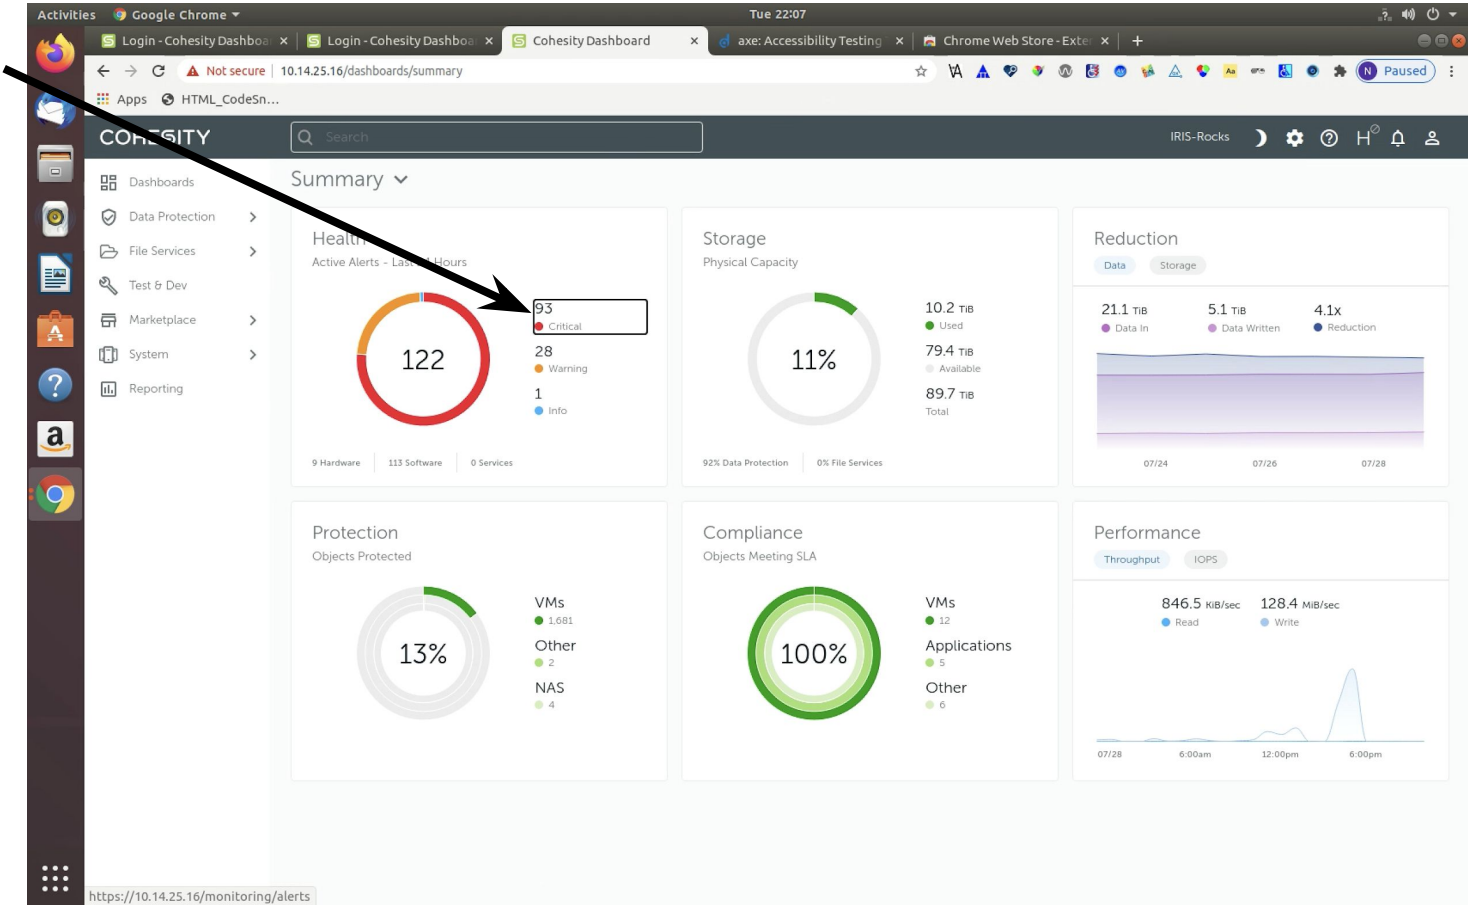 Activities Google Chrome Tue 22:07
Login - Cohesity Dashboa Login - Cohesity Dashboa Cohesity Dashboard axe: Accessibility Testing Chrome Web Store - Exte
Not secure 10.14.25.16/dashboards/summary Paused
Apps HTML_CodeSn...
COHESITY Search IRIS-Rocks
Dashboards
Data Protection
File Services
Test & Dev
Marketplace
System
Reporting
Summary
Health
Active Alerts - Last 24 Hours
122
93
Critical
28
Warning
1
Info
9 Hardware 113 Software 0 Services
Storage
Physical Capacity
11%
10.2 TiB
Used
79.4 TiB
Available
89.7 TiB
Total
92% Data Protection 0% File Services
Reduction
Data Storage
21.1 TiB 5.1 TiB 4.1x
Data In Data Written Reduction
07/24 07/26 07/28
Protection
Objects Protected
13%
VMs
1,681
Other
2
NAS
4
Compliance
Objects Meeting SLA
100%
VMs
12
Applications
5
Other
6
Performance
Throughput IOPS
846.5 KiB/sec 128.4 MiB/sec
Read Write
07/28 6:00am 12:00pm 6:00pm
https://10.14.25.16/monitoring/alerts